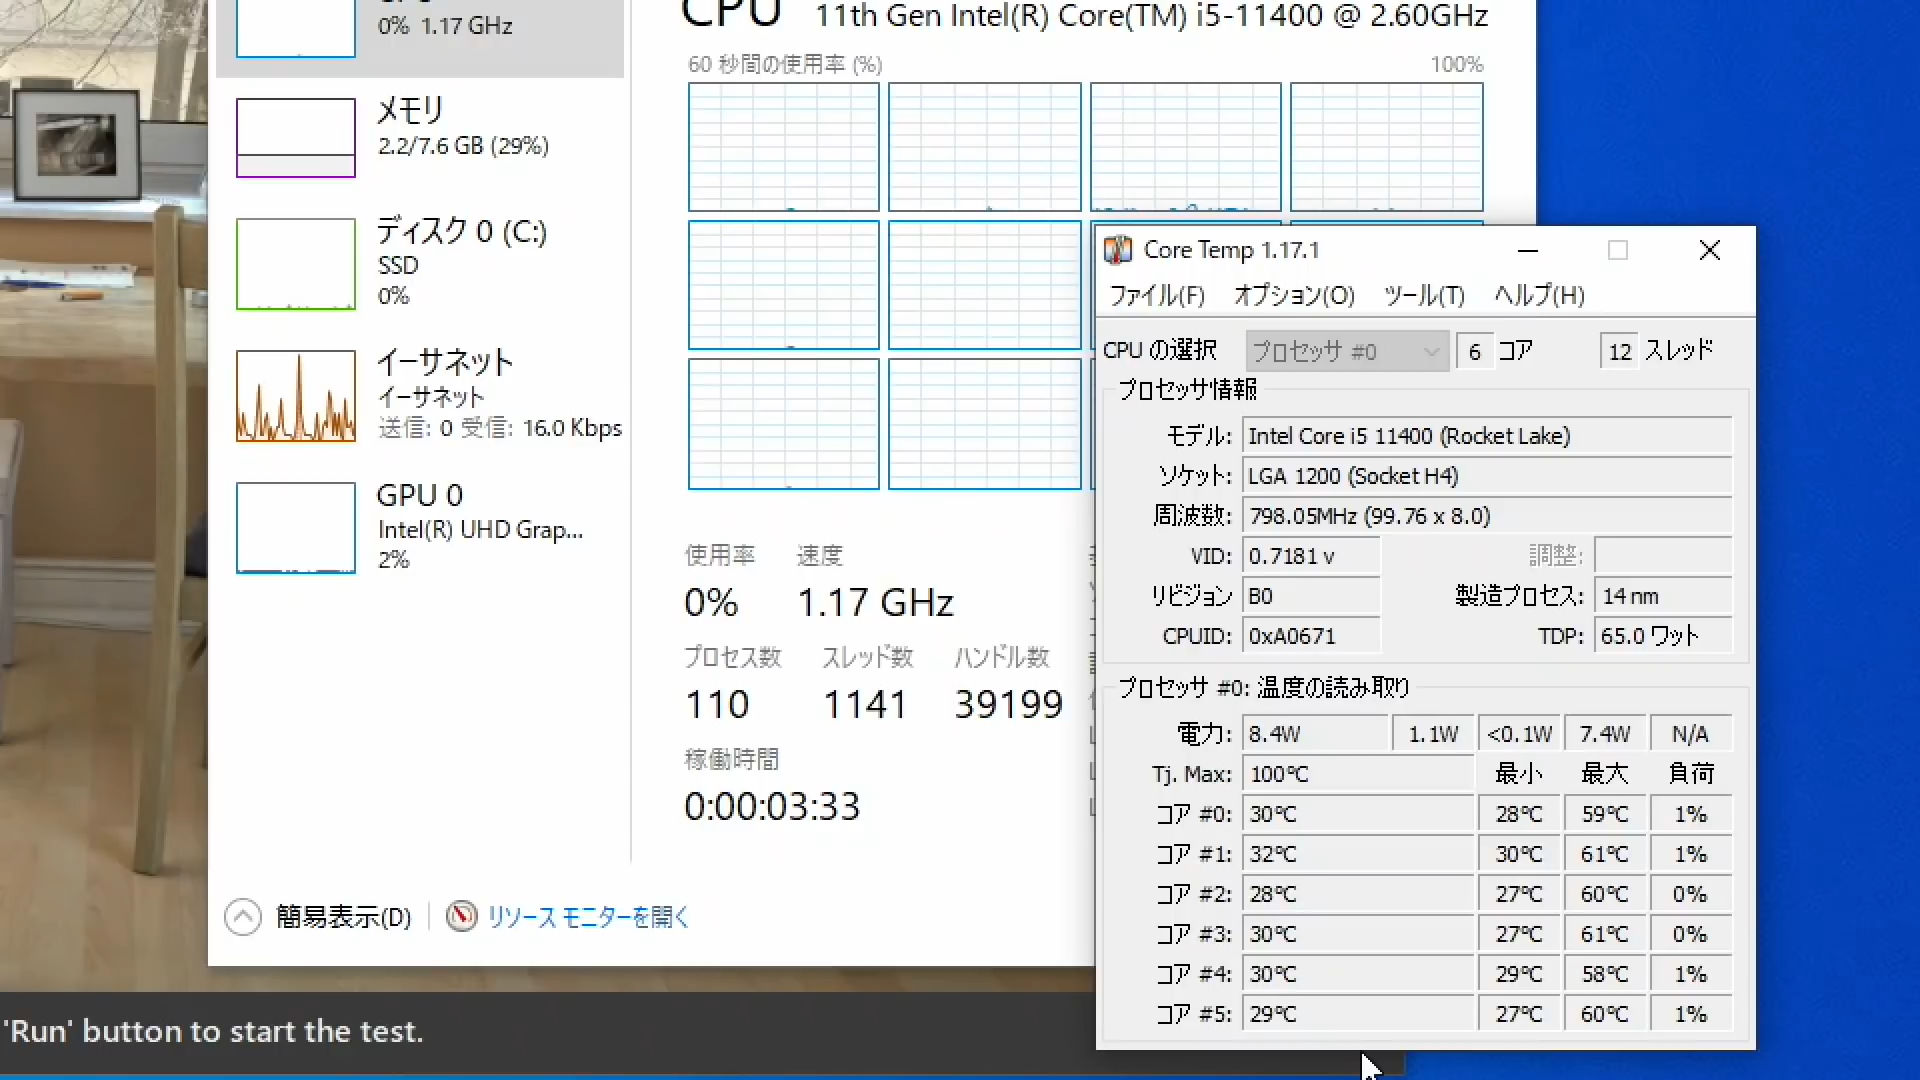 0% 1.17 GHz
メモリ
2.2/7.6 GB (29%)
ディスク 0 (C:)
SSD
0%
イーサネット
イーサネット
送信: 0 受信: 16.0 Kbps
GPU 0
Intel(R) UHD Grap...
2%
簡易表示(D)
リソース モニターを開く
CPU 11th Gen Intel(R) Core(TM) i5-11400 @ 2.60GHz
60 秒間の使用率 (%) 100%
使用率 速度
0% 1.17 GHz
プロセス数 スレッド数 ハンドル数
110 1141 39199
稼働時間
0:00:03:33
Core Temp 1.17.1
ファイル(F) オプション(O) ツール(T) ヘルプ(H)
CPU の選択 プロセッサ #0 6 コア 12 スレッド
プロセッサ情報
モデル: Intel Core i5 11400 (Rocket Lake)
ソケット: LGA 1200 (Socket H4)
周波数: 798.05MHz (99.76 x 8.0)
VID: 0.7181 v 調整:
リビジョン B0 製造プロセス: 14 nm
CPUID: 0xA0671 TDP: 65.0 ワット
プロセッサ #0: 温度の読み取り
電力: 8.4W 1.1W <0.1W 7.4W N/A
Tj. Max: 100℃ 最小 最大 負荷
コア #0: 30℃ 28℃ 59℃ 1%
コア #1: 32℃ 30℃ 61℃ 1%
コア #2: 28℃ 27℃ 60℃ 0%
コア #3: 30℃ 27℃ 61℃ 0%
コア #4: 30℃ 29℃ 58℃ 1%
コア #5: 29℃ 27℃ 60℃ 1%
'Run' button to start the test.